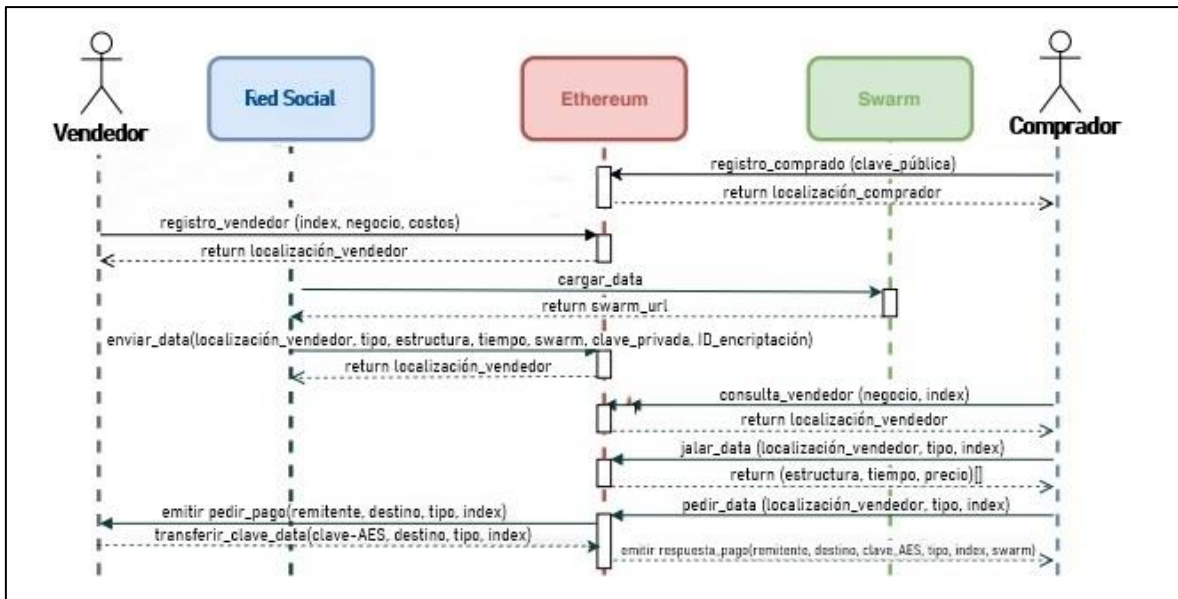 Vendedor
Red Social
Ethereum
Swarm
Comprador
registro_comprado (clave_pública)
return localización_comprador
registro_vendedor (index, negocio, costos)
return localización_vendedor
cargar_data
return swarm_url
enviar_data(localización_vendedor, tipo, estructura, tiempo, swarm, clave_privada, ID_encriptación)
return localización_vendedor
consulta_vendedor (negocio, index)
return localización_vendedor
jalar_data (localización_vendedor, tipo, index)
return (estructura, tiempo, precio)[]
pedir_data (localización_vendedor, tipo, index)
emitir pedir_pago(remitente, destino, tipo, index)
transferir_clave_data(clave-AES, destino, tipo, index)
emitir respuesta_pago(remitente, destino, clave_AES, tipo, index, swarm)